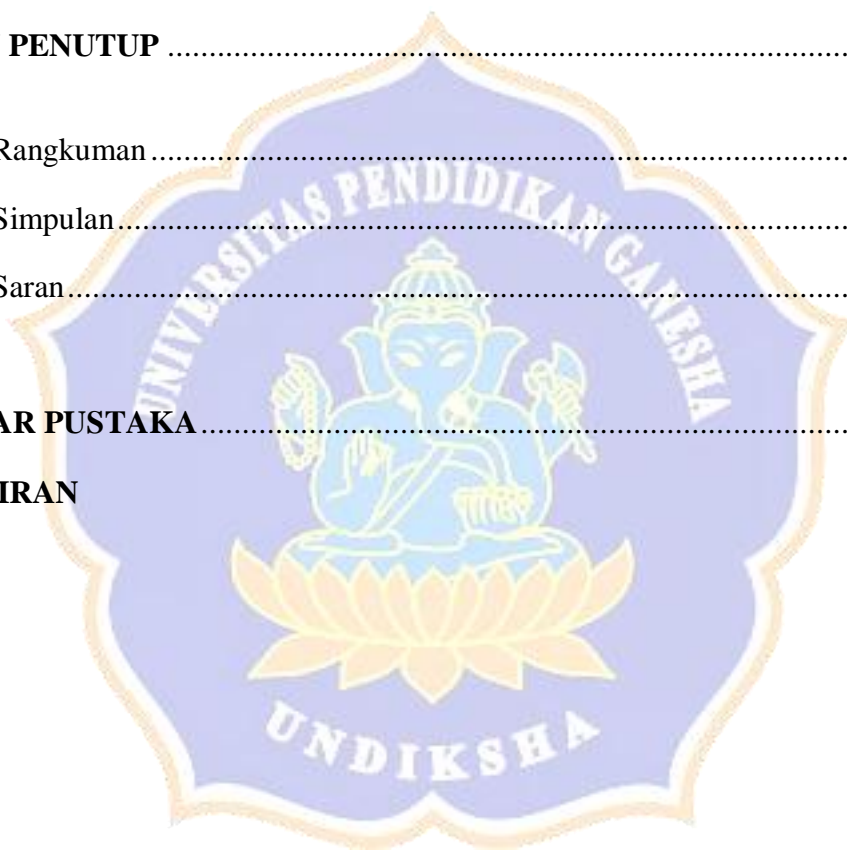 PENUTUP ................................................................
Rangkuman ................................................................
Simpulan ................................................................
Saran ................................................................
AR PUSTAKA ................................................................
IRAN
UNIVERSITAS PENDIDIKAN GANESHA
UNDIKSHA